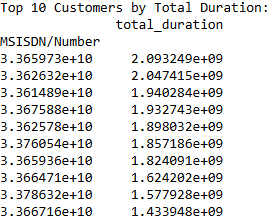 Top 10 Customers by Total Duration:
total_duration
MSISDN/Number
3.365973e+10 2.093249e+09
3.362632e+10 2.047415e+09
3.361489e+10 1.940284e+09
3.367588e+10 1.932743e+09
3.362578e+10 1.898032e+09
3.376054e+10 1.857186e+09
3.365936e+10 1.824091e+09
3.366471e+10 1.624202e+09
3.378632e+10 1.577928e+09
3.366716e+10 1.433948e+09